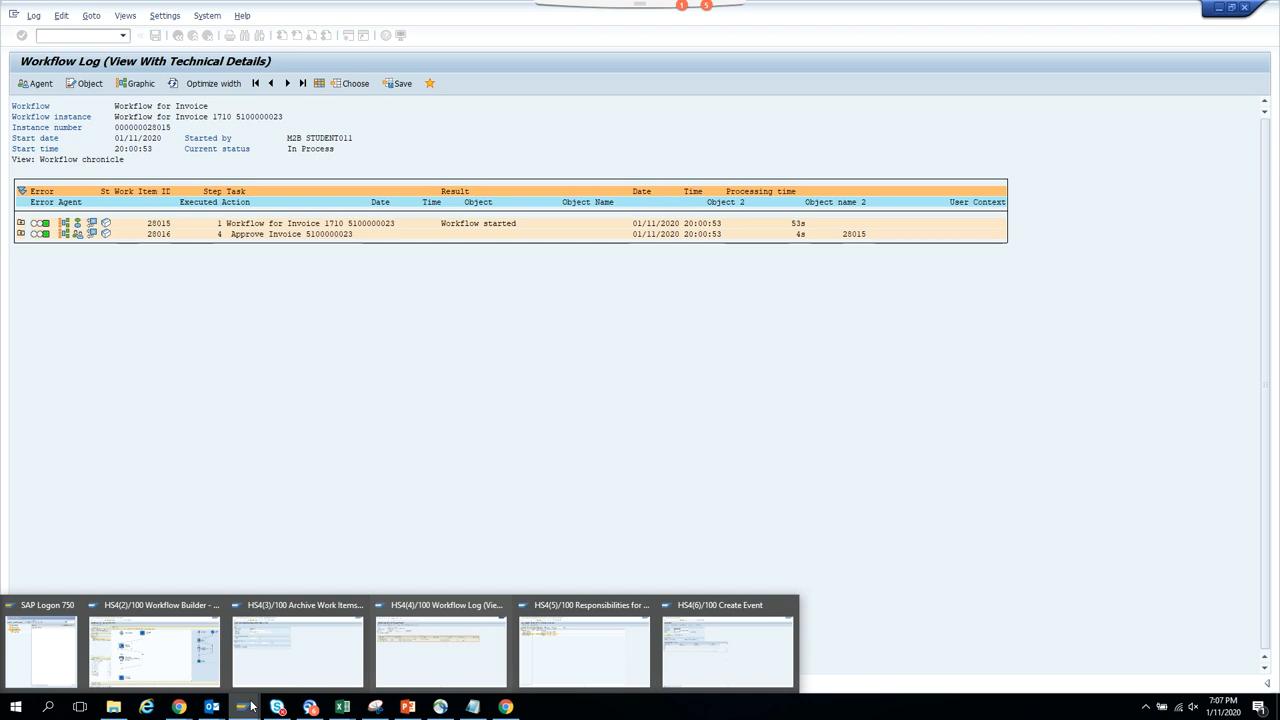 1 5
Log Edit Goto Views Settings System Help
Workflow Log (View With Technical Details)
Agent Object Graphic Optimize width Choose Save
Workflow Workflow for Invoice
Workflow instance Workflow for Invoice 1710 5100000023
Instance number 000000028015
Start date 01/11/2020 Started by M2B STUDENT011
Start time 20:00:53 Current status In Process
View: Workflow chronicle
Error St Work Item ID Step Task Result Date Time Processing time
Error Agent Executed Action Date Time Object Object Name Object 2 Object name 2 User Context
28015 1 Workflow for Invoice 1710 5100000023 Workflow started 01/11/2020 20:00:53 53s
28016 4 Approve Invoice 5100000023 01/11/2020 20:00:53 4s 28015
SAP Logon 750 HS4(2)/100 Workflow Builder - ... HS4(3)/100 Archive Work Items... HS4(4)/100 Workflow Log (Vie... HS4(5)/100 Responsibilities for ... HS4(6)/100 Create Event
7:07 PM
1/11/2020